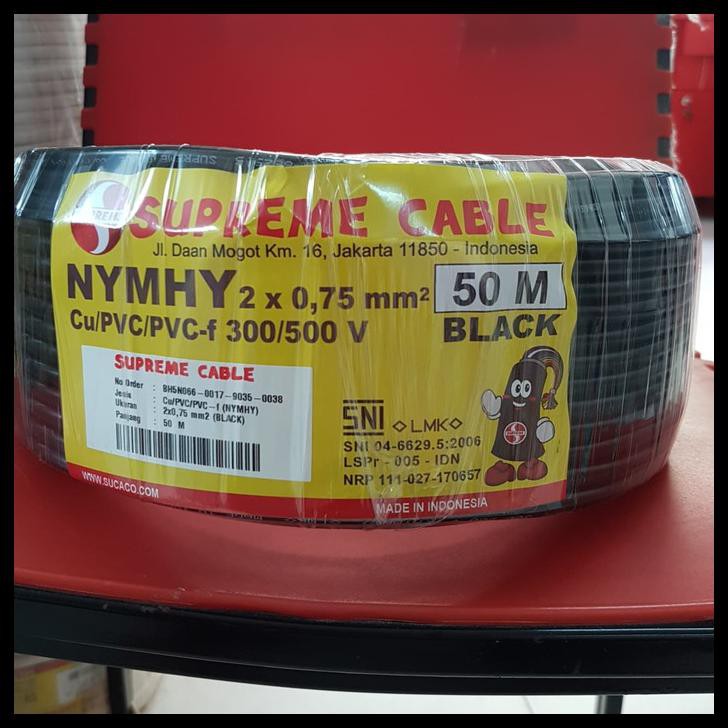 SUPREME
SUPREME CABLE
Jl. Daan Mogot Km. 16, Jakarta 11850 - Indonesia
NYMHY 2 x 0,75 mm² 50 M
Cu/PVC/PVC-f 300/500 V BLACK
SUPREME CABLE
No Order : BH5N066-0017-9035-0038
Jenis : Cu/PVC/PVC-f (NYMHY)
Ukuran : 2x0,75 mm2 (BLACK)
Panjang : 50 M
SNI ◇LMK◇
SNI 04-6629.5:2006
LSPr - 005 - IDN
NRP 111-027-170657
WWW.SUCACO.COM
MADE IN INDONESIA